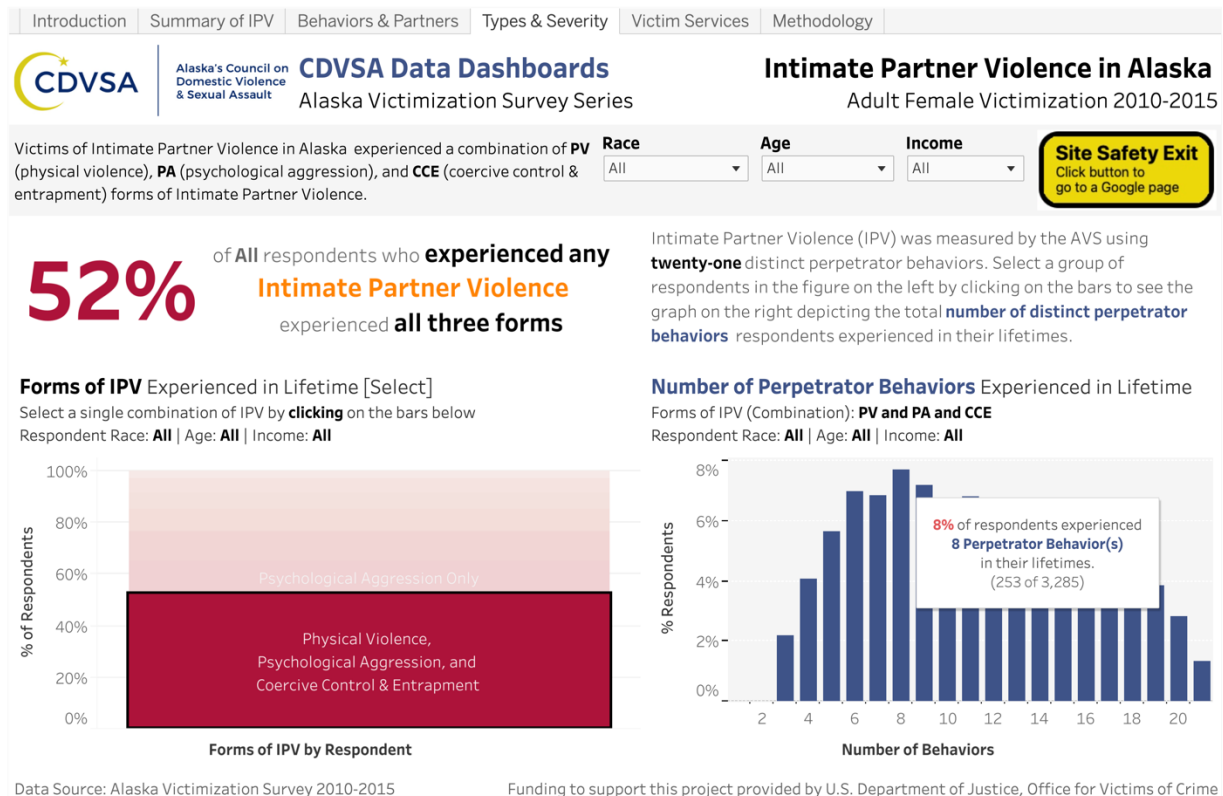 Introduction
Summary of IPV
Behaviors & Partners
Types & Severity
Victim Services
Methodology
CDVSA
Alaska's Council on
Domestic Violence
& Sexual Assault
CDVSA Data Dashboards
Alaska Victimization Survey Series
Intimate Partner Violence in Alaska
Adult Female Victimization 2010-2015
Victims of Intimate Partner Violence in Alaska experienced a combination of PV
(physical violence), PA (psychological aggression), and CCE (coercive control &
entrapment) forms of Intimate Partner Violence.
Race
All
Age
All
Income
All
Site Safety Exit
Click button to
go to a Google page
52%
of All respondents who experienced any
Intimate Partner Violence
experienced all three forms
Intimate Partner Violence (IPV) was measured by the AVS using
twenty-one distinct perpetrator behaviors. Select a group of
respondents in the figure on the left by clicking on the bars to see the
graph on the right depicting the total number of distinct perpetrator
behaviors respondents experienced in their lifetimes.
Forms of IPV Experienced in Lifetime [Select]
Select a single combination of IPV by clicking on the bars below
Respondent Race: All | Age: All | Income: All
% of Respondents
100%
80%
60%
40%
20%
0%
Psychological Aggression Only
Physical Violence,
Psychological Aggression, and
Coercive Control & Entrapment
Forms of IPV by Respondent
Number of Perpetrator Behaviors Experienced in Lifetime
Forms of IPV (Combination): PV and PA and CCE
Respondent Race: All | Age: All | Income: All
% Respondents
8%
6%
4%
2%
0%
8% of respondents experienced
8 Perpetrator Behavior(s)
in their lifetimes.
(253 of 3,285)
2 4 6 8 10 12 14 16 18 20
Number of Behaviors
Data Source: Alaska Victimization Survey 2010-2015
Funding to support this project provided by U.S. Department of Justice, Office for Victims of Crime